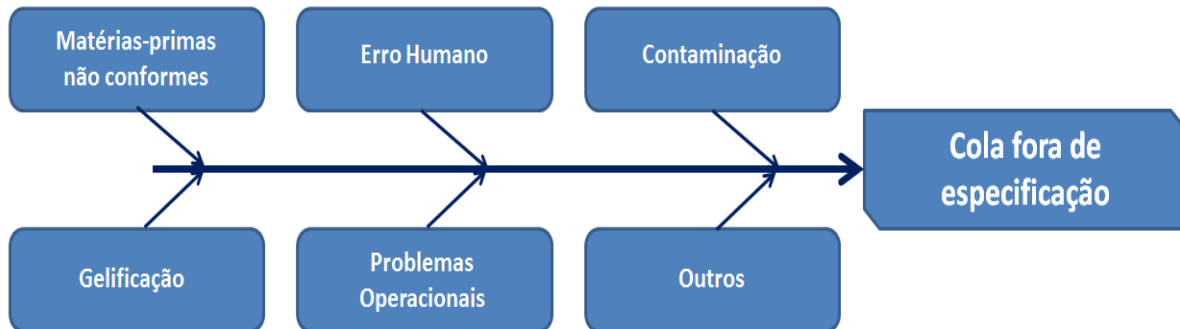 Matérias-primas
não conformes
Erro Humano
Contaminação
Cola fora de
especificação
Gelificação
Problemas
Operacionais
Outros